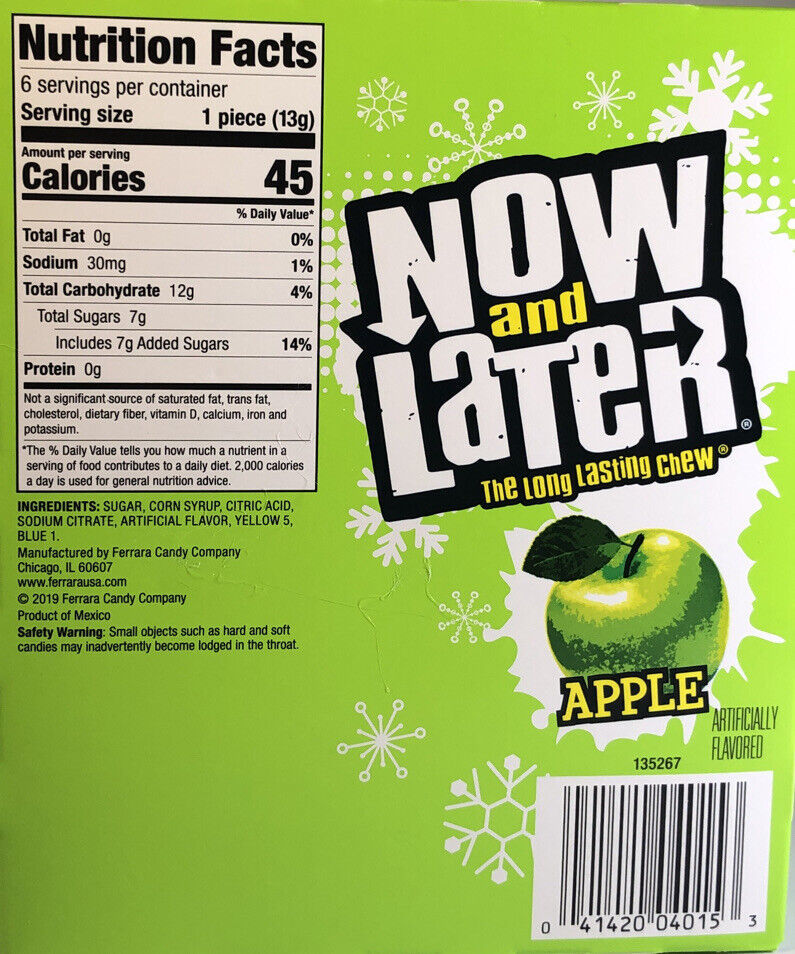 Nutrition Facts
6 servings per container
Serving size 1 piece (13g)
Amount per serving
Calories 45
% Daily Value*
Total Fat 0g 0%
Sodium 30mg 1%
Total Carbohydrate 12g 4%
Total Sugars 7g
Includes 7g Added Sugars 14%
Protein 0g
Not a significant source of saturated fat, trans fat,
cholesterol, dietary fiber, vitamin D, calcium, iron and
potassium.
*The % Daily Value tells you how much a nutrient in a
serving of food contributes to a daily diet. 2,000 calories
a day is used for general nutrition advice.
INGREDIENTS: SUGAR, CORN SYRUP, CITRIC ACID,
SODIUM CITRATE, ARTIFICIAL FLAVOR, YELLOW 5,
BLUE 1.
Manufactured by Ferrara Candy Company
Chicago, IL 60607
www.ferrarausa.com
© 2019 Ferrara Candy Company
Product of Mexico
Safety Warning: Small objects such as hard and soft
candies may inadvertently become lodged in the throat.
NOW
and
LaTeR®
The Long Lasting Chew®
APPLE
ARTIFICIALLY
FLAVORED
135267
0 41420 04015 3